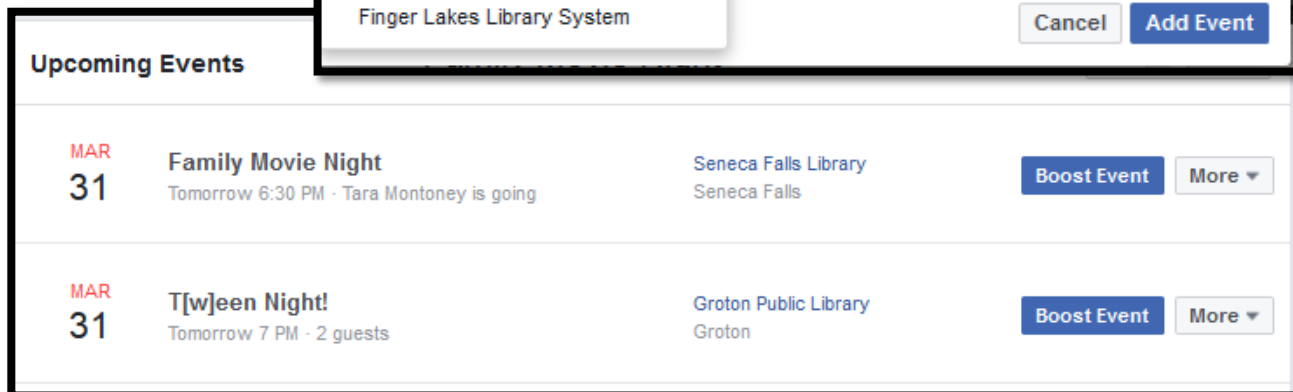 Finger Lakes Library System
Cancel Add Event
Upcoming Events
MAR
31
Family Movie Night
Tomorrow 6:30 PM · Tara Montoney is going
Seneca Falls Library
Seneca Falls
Boost Event More
MAR
31
T[w]een Night!
Tomorrow 7 PM · 2 guests
Groton Public Library
Groton
Boost Event More